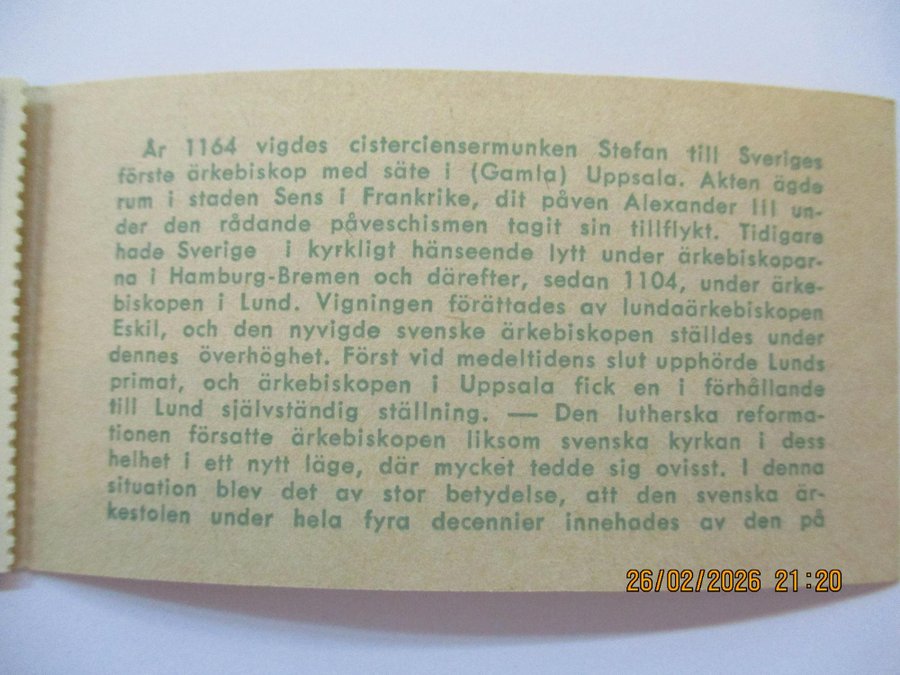 År 1164 vigdes cisterciensermunken Stefan till Sveriges
förste ärkebiskop med säte i (Gamla) Uppsala. Akten ägde
rum i staden Sens i Frankrike, dit påven Alexander III un-
der den rådande påveschismen tagit sin tillflykt. Tidigare
hade Sverige i kyrkligt hänseende lytt under ärkebiskopar-
na i Hamburg-Bremen och därefter, sedan 1104, under ärke-
biskopen i Lund. Vigningen förättades av lundaärkebiskopen
Eskil, och den nyvigde svenske ärkebiskopen ställdes under
dennes överhöghet. Först vid medeltidens slut upphörde Lunds
primat, och ärkebiskopen i Uppsala fick en i förhållande
till Lund självständig ställning. — Den lutherska reforma-
tionen försatte ärkebiskopen liksom svenska kyrkan i dess
helhet i ett nytt läge, där mycket tedde sig ovisst. I denna
situation blev det av stor betydelse, att den svenska är-
kestolen under hela fyra decennier innehades av den på
26/02/2026 21:20